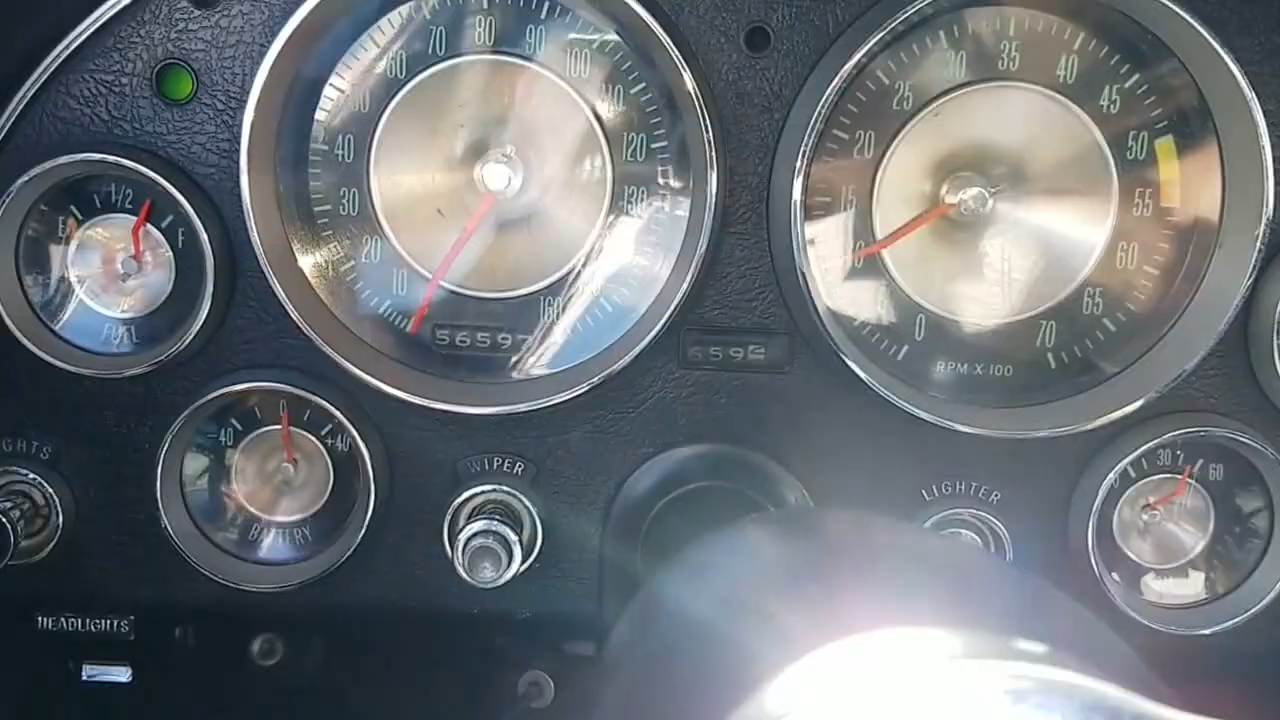 70 80 90
60 100
50 110
40 120
30 130
20
10 160
56597
30 35 40
25 45
20 50
15 55
60
65
0 70
RPM X 100
659
E 1/2 F
FUEL
-40 0 +40
BATTERY
WIPER
LIGHTER
30 60
HEADLIGHTS